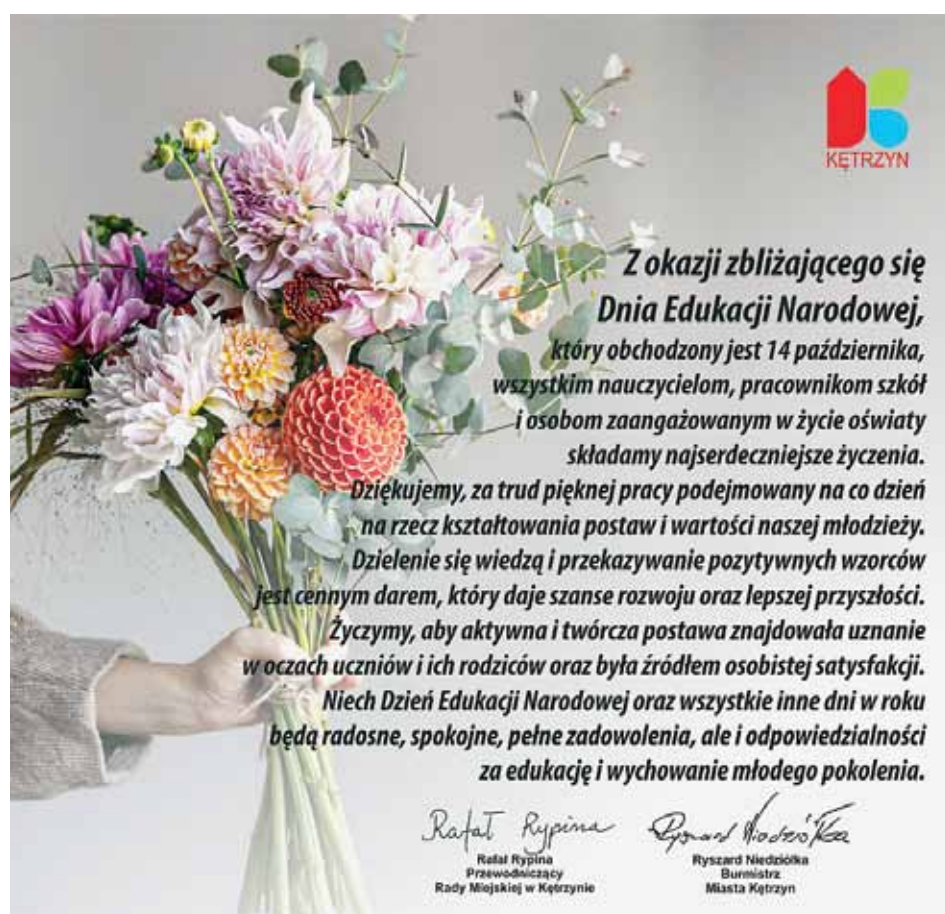 KĘTRZYN
Z okazji zbliżającego się
Dnia Edukacji Narodowej,
który obchodzony jest 14 października,
wszystkim nauczycielom, pracownikom szkół
i osobom zaangażowanym w życie oświaty
składamy najserdeczniejsze życzenia.
Dziękujemy, za trud pięknej pracy podejmowany na co dzień
na rzecz kształtowania postaw i wartości naszej młodzieży.
Dzielenie się wiedzą i przekazywanie pozytywnych wzorców
jest cennym darem, który daje szanse rozwoju oraz lepszej przyszłości.
Życzymy, aby aktywna i twórcza postawa znajdowała uznanie
w oczach uczniów i ich rodziców oraz była źródłem osobistej satysfakcji.
Niech Dzień Edukacji Narodowej oraz wszystkie inne dni w roku
będą radosne, spokojne, pełne zadowolenia, ale i odpowiedzialności
za edukację i wychowanie młodego pokolenia.
Rafał Rypina
Rafał Rypina
Przewodniczący
Rady Miejskiej w Kętrzynie
Ryszard Niedziółka
Ryszard Niedziółka
Burmistrz
Miasta Kętrzyn